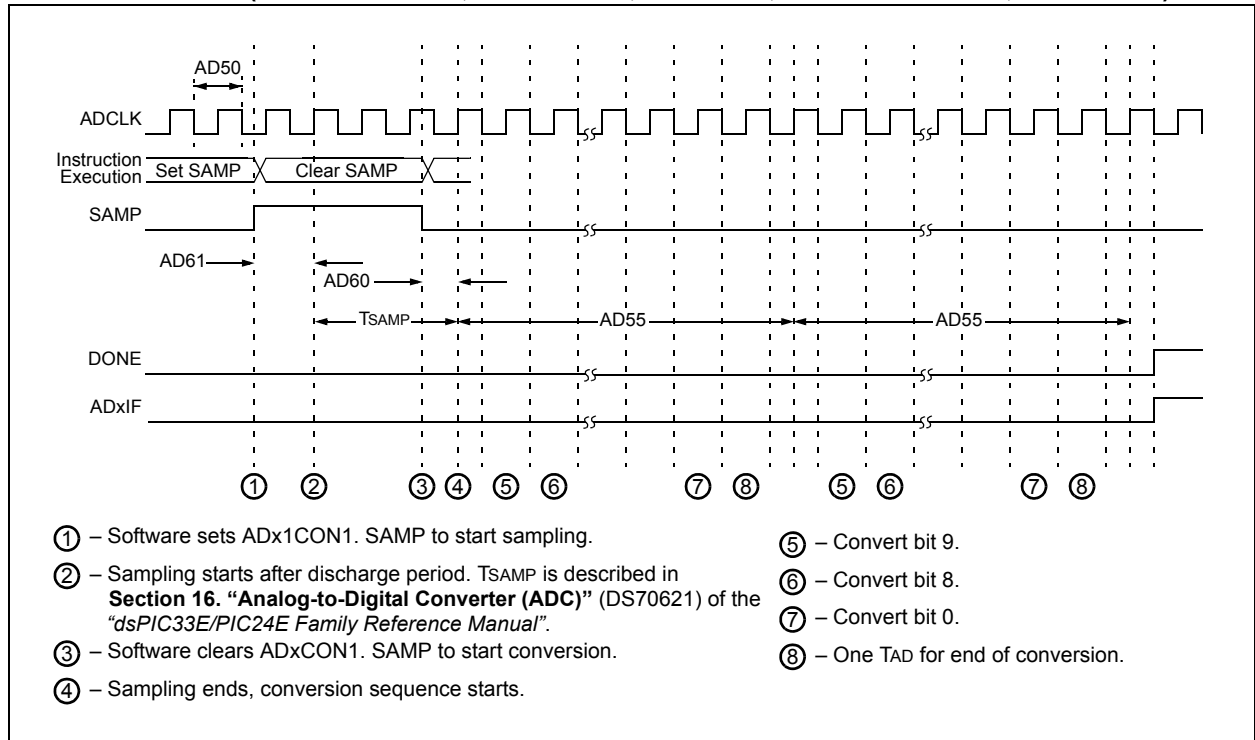 AD50
ADCLK
Instruction
Execution
Set SAMP
Clear SAMP
SAMP
AD61
AD60
TSAMP
AD55
AD55
DONE
ADxIF
1 2 3 4 5 6 7 8 5 6 7 8
1 – Software sets ADx1CON1. SAMP to start sampling.
2 – Sampling starts after discharge period. TSAMP is described in
Section 16. “Analog-to-Digital Converter (ADC)” (DS70621) of the
“dsPIC33E/PIC24E Family Reference Manual”.
3 – Software clears ADxCON1. SAMP to start conversion.
4 – Sampling ends, conversion sequence starts.
5 – Convert bit 9.
6 – Convert bit 8.
7 – Convert bit 0.
8 – One TAD for end of conversion.